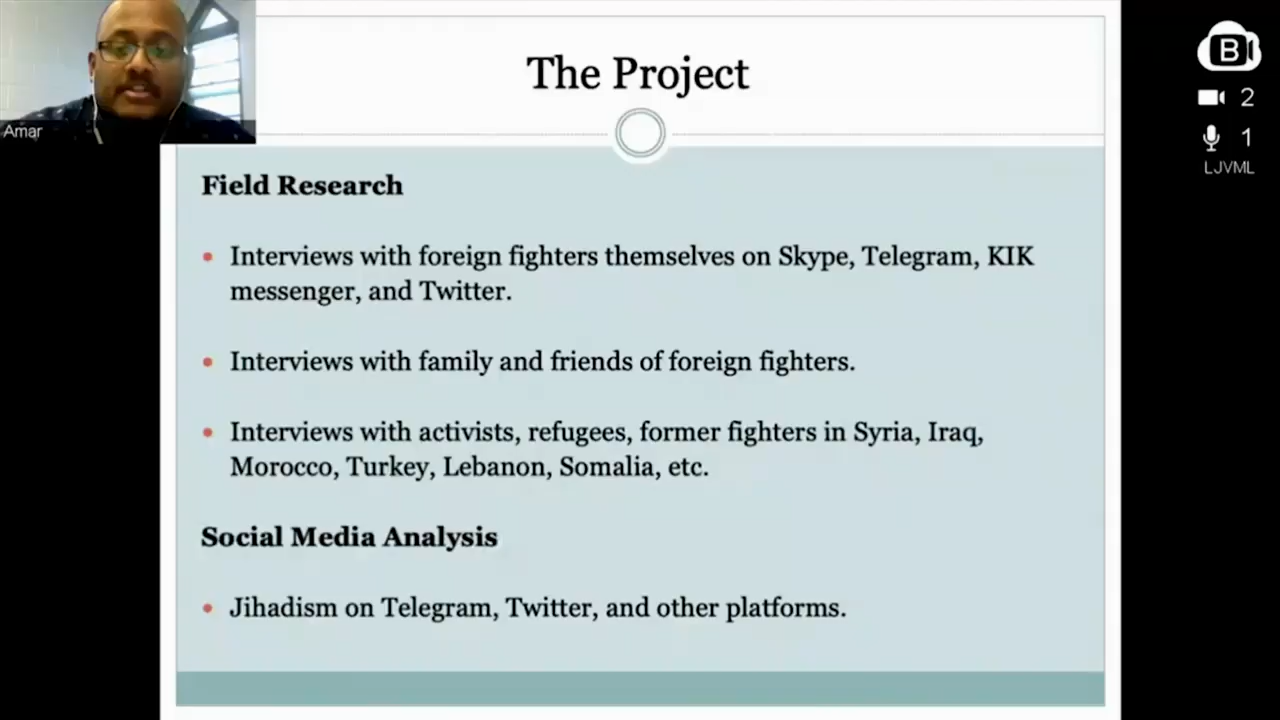 The Project
Amar
B
2
1
LJVML
Field Research
• Interviews with foreign fighters themselves on Skype, Telegram, KIK
messenger, and Twitter.
• Interviews with family and friends of foreign fighters.
• Interviews with activists, refugees, former fighters in Syria, Iraq,
Morocco, Turkey, Lebanon, Somalia, etc.
Social Media Analysis
• Jihadism on Telegram, Twitter, and other platforms.